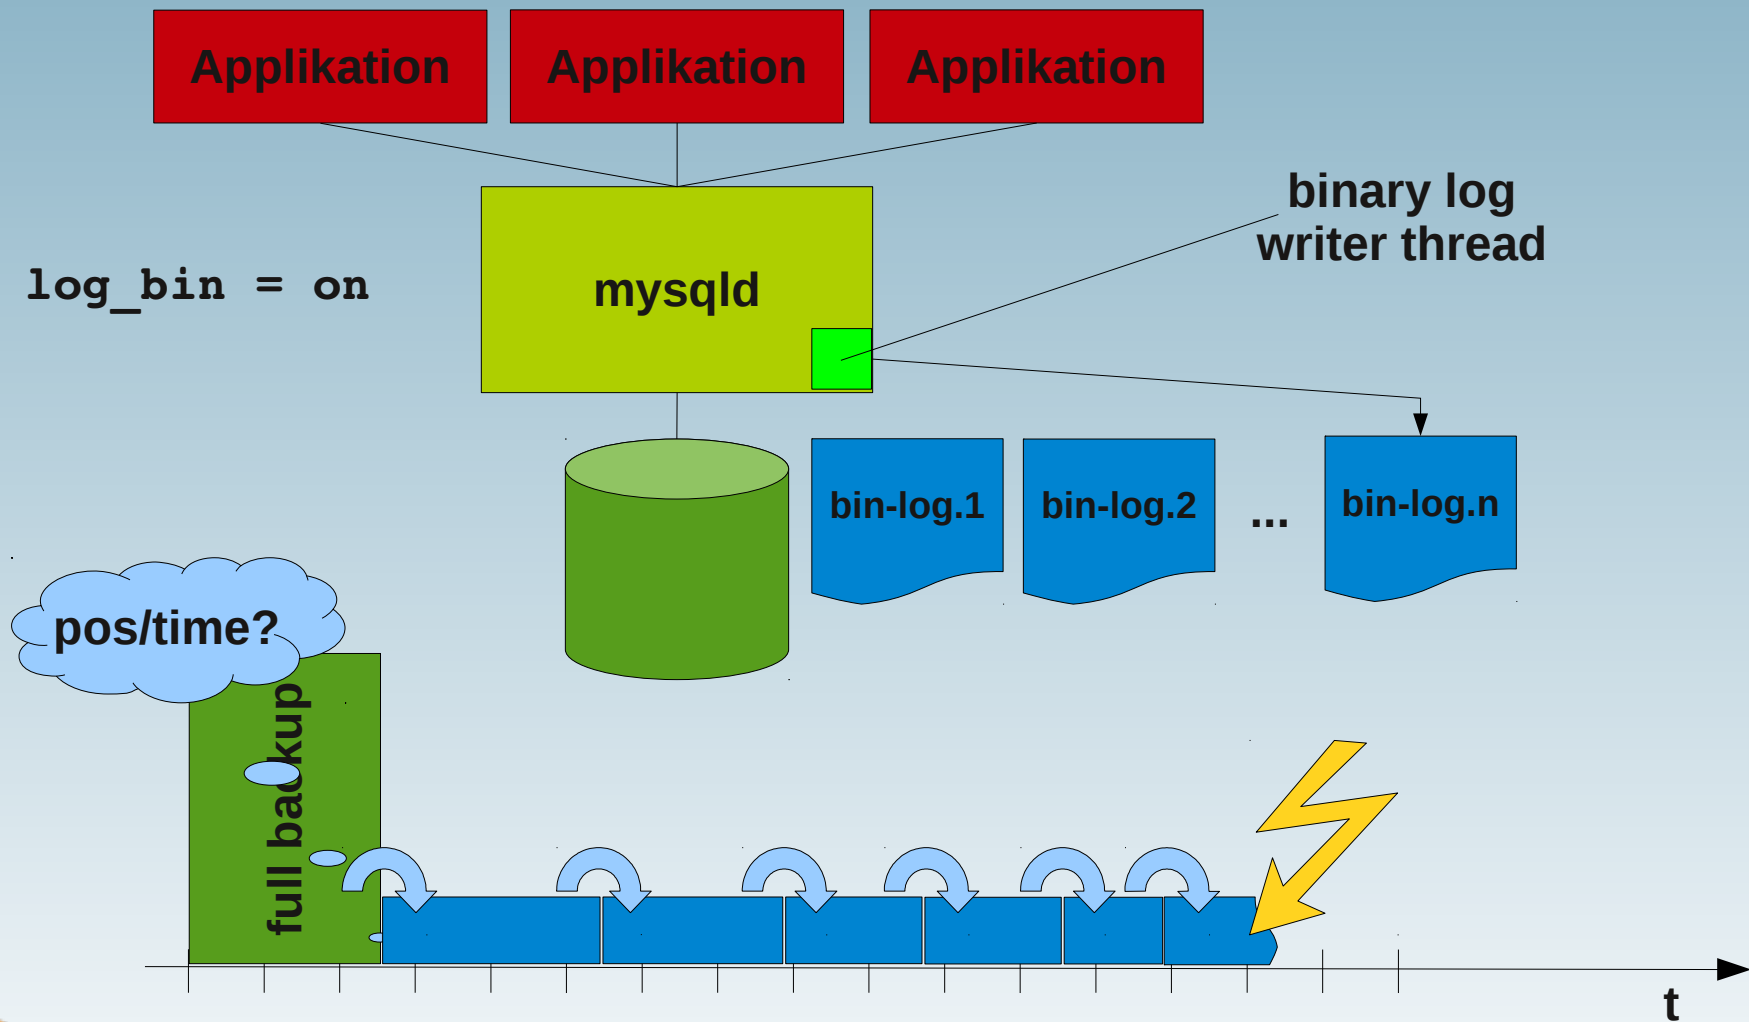 Applikation
Applikation
Applikation
binary log
writer thread
log_bin = on
mysqld
bin-log.1
bin-log.2
...
bin-log.n
pos/time?
full backup
t